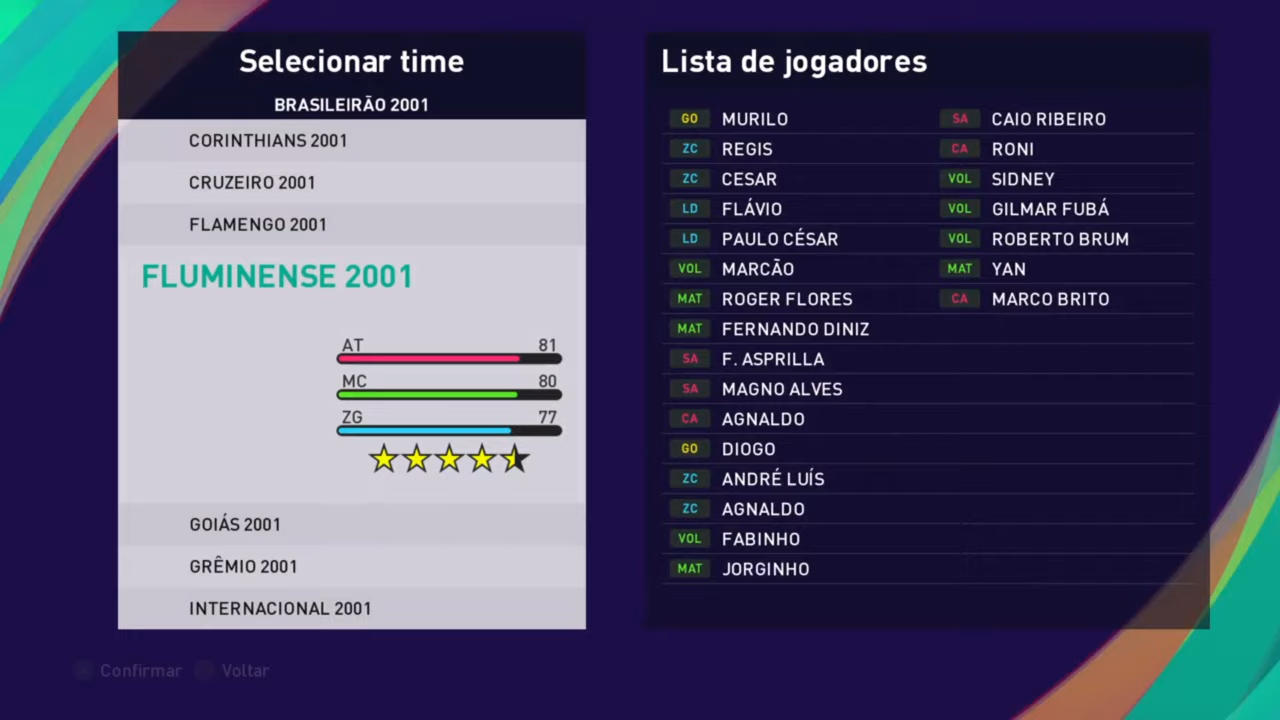 Selecionar time
BRASILEIRÃO 2001
CORINTHIANS 2001
CRUZEIRO 2001
FLAMENGO 2001
FLUMINENSE 2001
AT 81
MC 80
ZG 77
GOIÁS 2001
GRÊMIO 2001
INTERNACIONAL 2001
Lista de jogadores
GO MURILO
ZC REGIS
ZC CESAR
LD FLÁVIO
LD PAULO CÉSAR
VOL MARCÃO
MAT ROGER FLORES
MAT FERNANDO DINIZ
SA F. ASPRILLA
SA MAGNO ALVES
CA AGNALDO
GO DIOGO
ZC ANDRÉ LUÍS
ZC AGNALDO
VOL FABINHO
MAT JORGINHO
SA CAIO RIBEIRO
CA RONI
VOL SIDNEY
VOL GILMAR FUBÁ
VOL ROBERTO BRUM
MAT YAN
CA MARCO BRITO
Confirmar Voltar